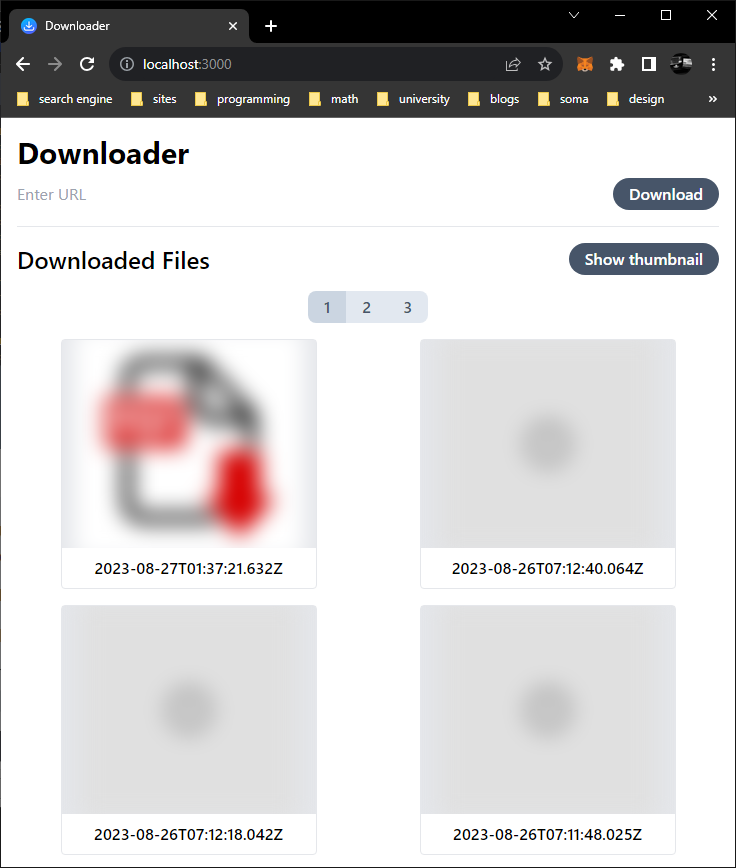 Downloader
localhost:3000
search engine sites programming math university blogs soma design »
Downloader
Enter URL Download
Downloaded Files Show thumbnail
1 2 3
2023-08-27T01:37:21.632Z 2023-08-26T07:12:40.064Z
2023-08-26T07:12:18.042Z 2023-08-26T07:11:48.025Z